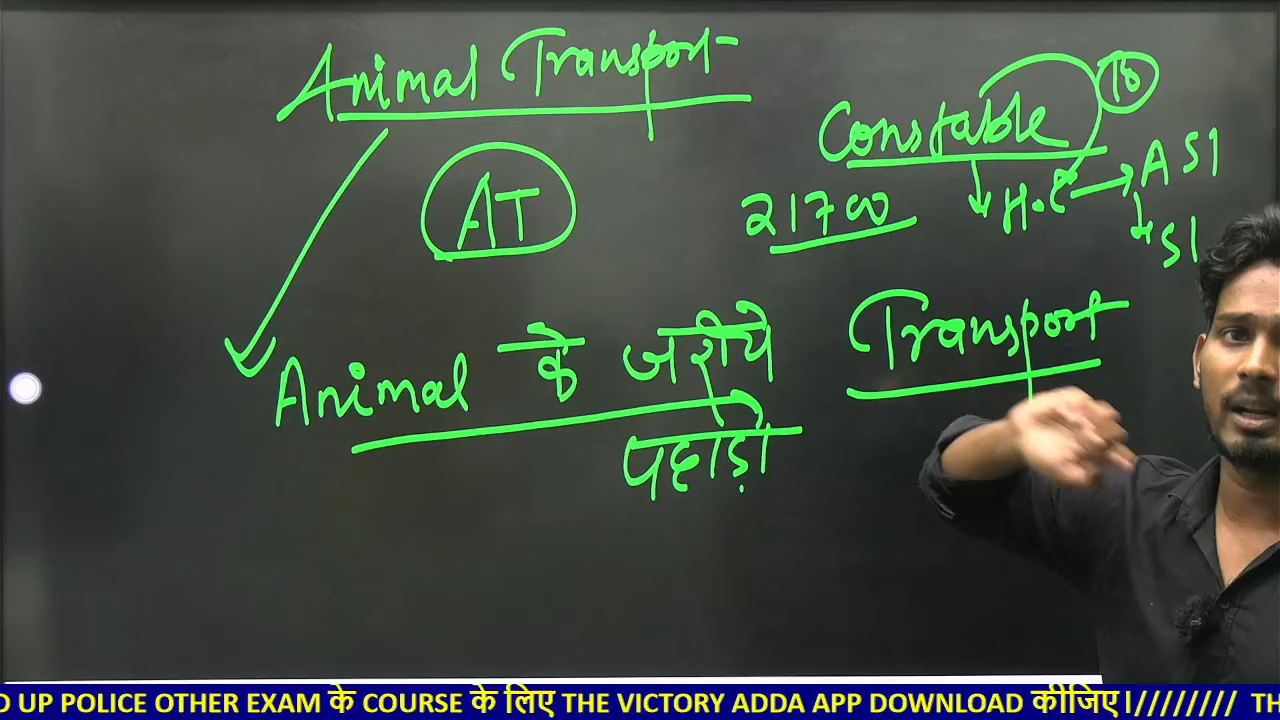 Animal Transport
AT
Constable 18
21700 H.C → ASI
SI
Animal के जरीये Transport
पहाड़ो
D UP POLICE OTHER EXAM के COURSE के लिए THE VICTORY ADDA APP DOWNLOAD कीजिए।//////// TH